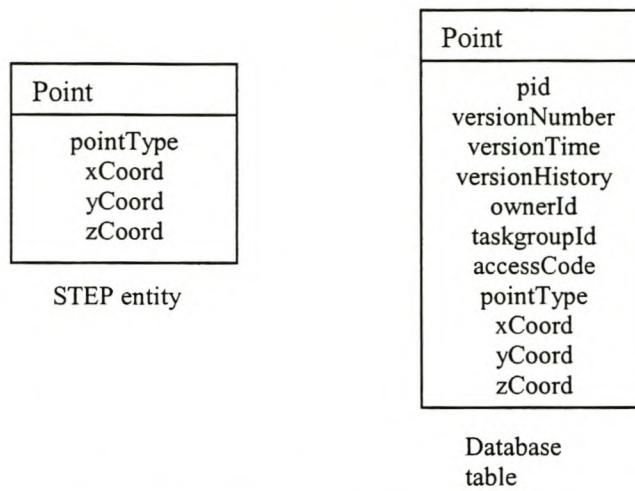 Point
pointType
xCoord
yCoord
zCoord
STEP entity
Point
pid
versionNumber
versionTime
versionHistory
ownerId
taskgroupId
accessCode
pointType
xCoord
yCoord
zCoord
Database
table